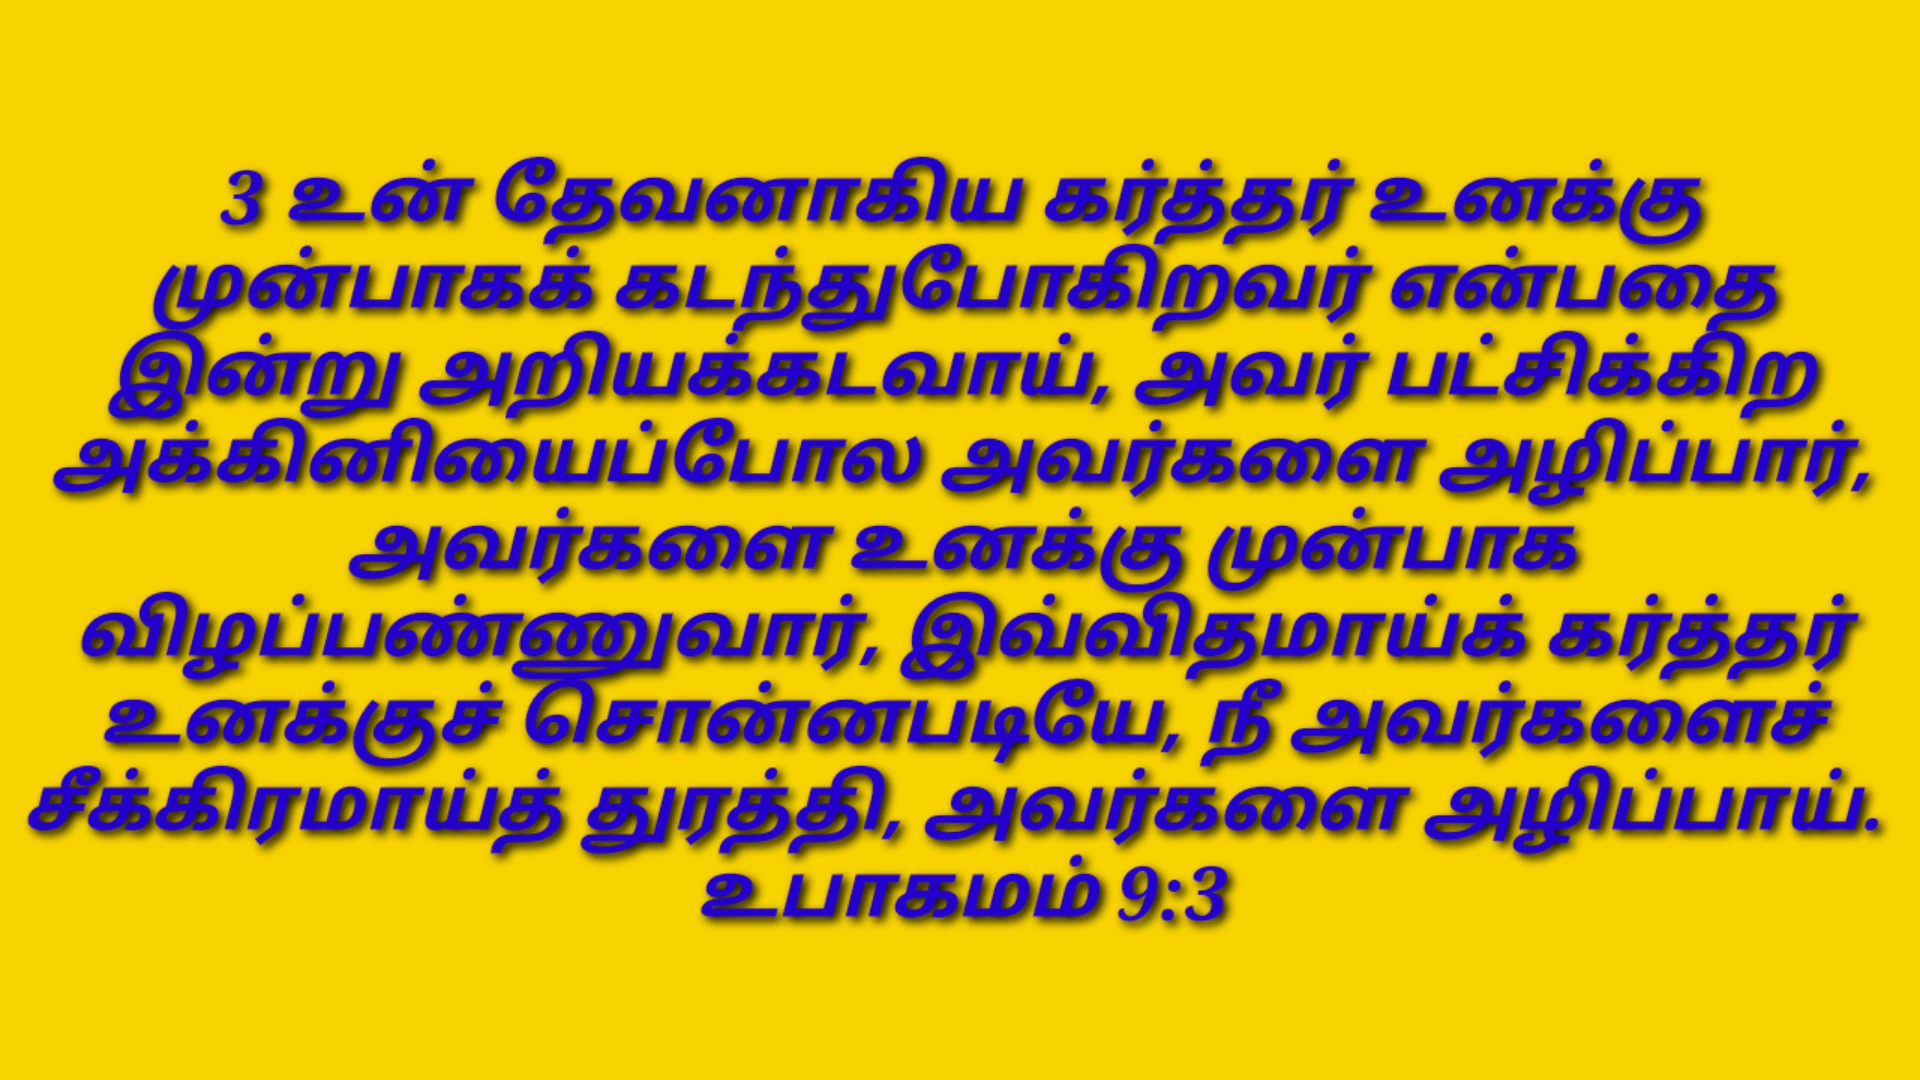 3 உன் தேவனாகிய கர்த்தர் உனக்கு
முன்பாகக் கடந்துபோகிறவர் என்பதை
இன்று அறியக்கடவாய், அவர் பட்சிக்கிற
அக்கினியைப்போல அவர்களை அழிப்பார்,
அவர்களை உனக்கு முன்பாக
விழப்பண்ணுவார், இவ்விதமாய்க் கர்த்தர்
உனக்குச் சொன்னபடியே, நீ அவர்களைச்
சீக்கிரமாய்த் துரத்தி, அவர்களை அழிப்பாய்.
உபாகமம் 9:3